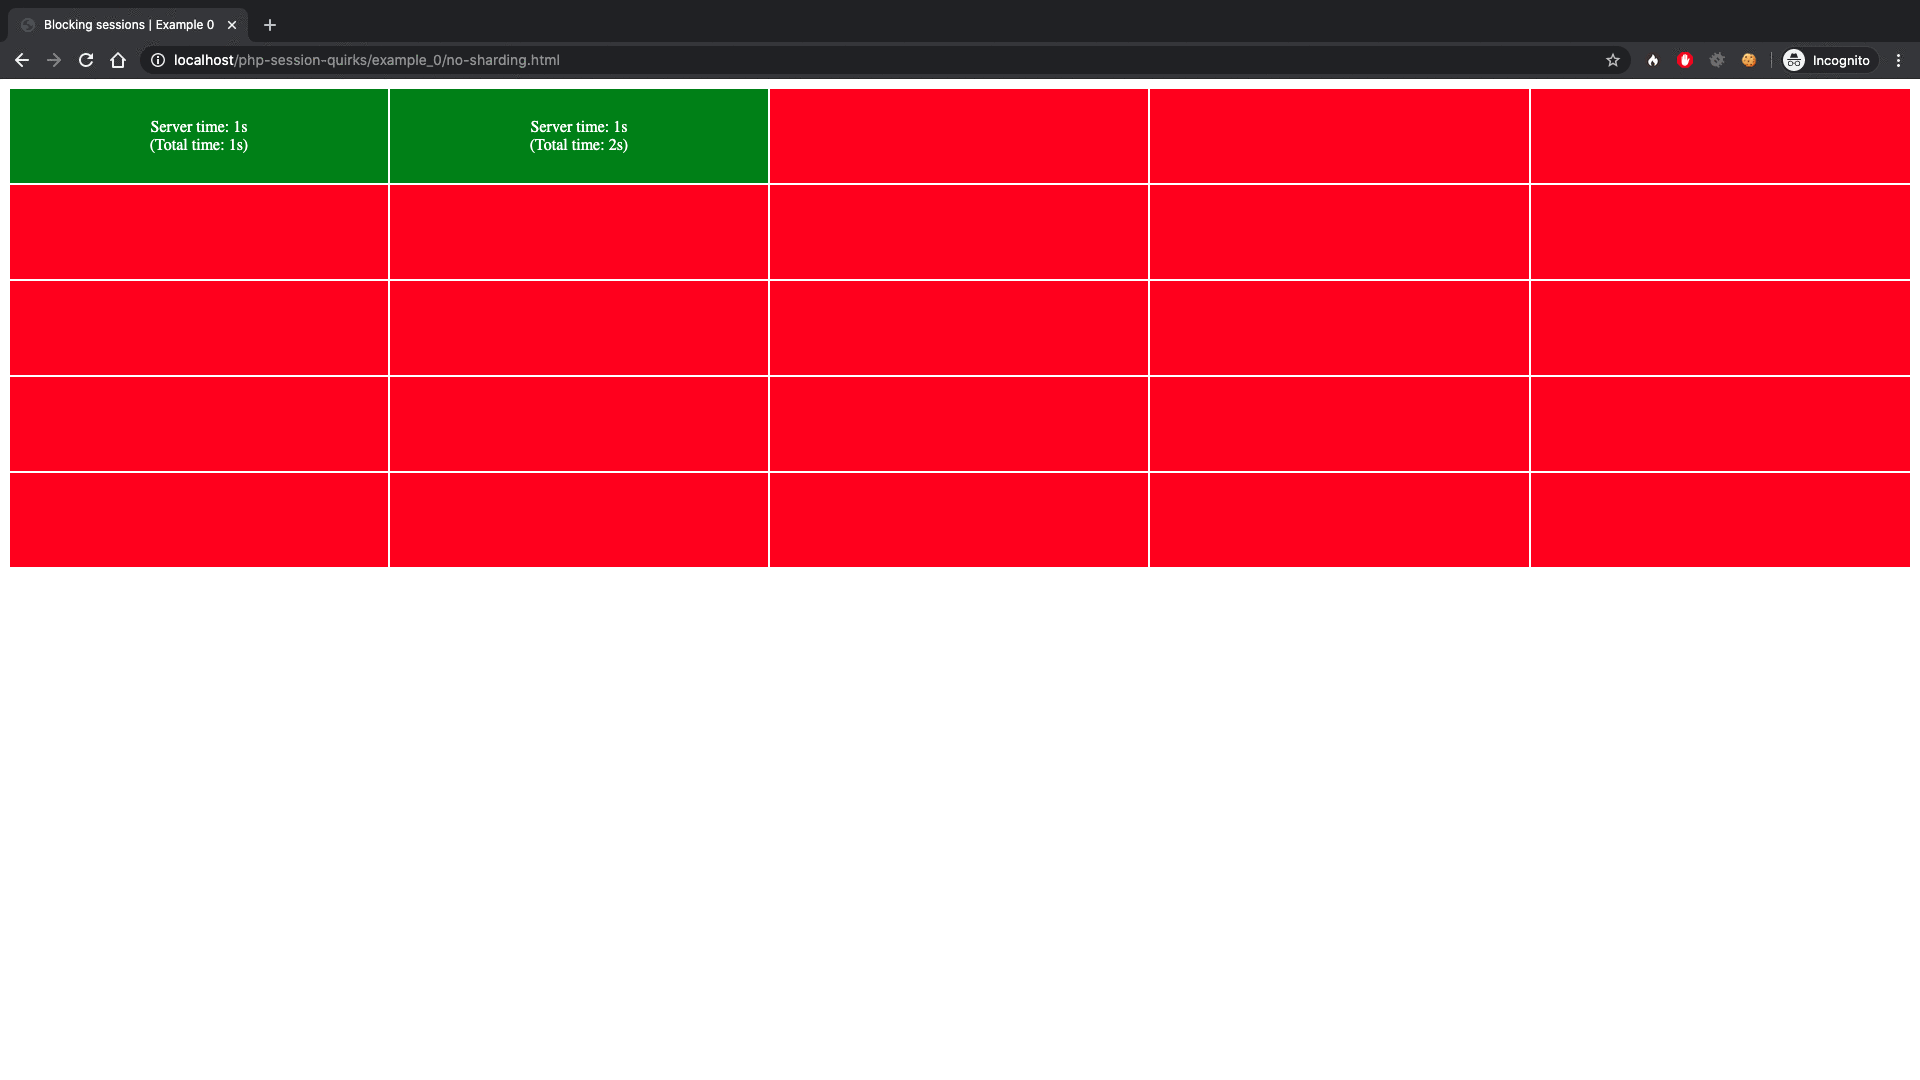 Blocking sessions | Example 0
localhost/php-session-quirks/example_0/no-sharding.html
Incognito
Server time: 1s
(Total time: 1s)
Server time: 1s
(Total time: 2s)